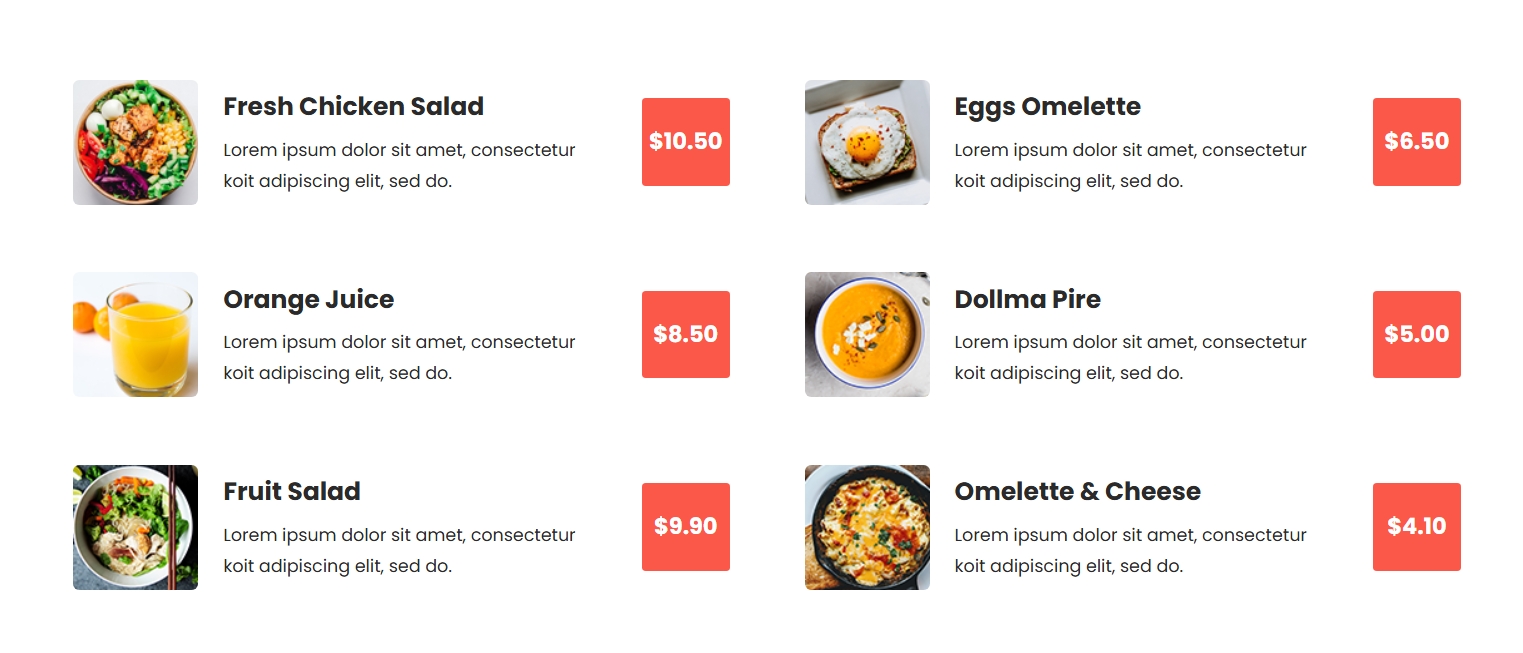 Fresh Chicken Salad
Lorem ipsum dolor sit amet, consectetur
koit adipiscing elit, sed do.
$10.50
Eggs Omelette
Lorem ipsum dolor sit amet, consectetur
koit adipiscing elit, sed do.
$6.50
Orange Juice
Lorem ipsum dolor sit amet, consectetur
koit adipiscing elit, sed do.
$8.50
Dollma Pire
Lorem ipsum dolor sit amet, consectetur
koit adipiscing elit, sed do.
$5.00
Fruit Salad
Lorem ipsum dolor sit amet, consectetur
koit adipiscing elit, sed do.
$9.90
Omelette & Cheese
Lorem ipsum dolor sit amet, consectetur
koit adipiscing elit, sed do.
$4.10